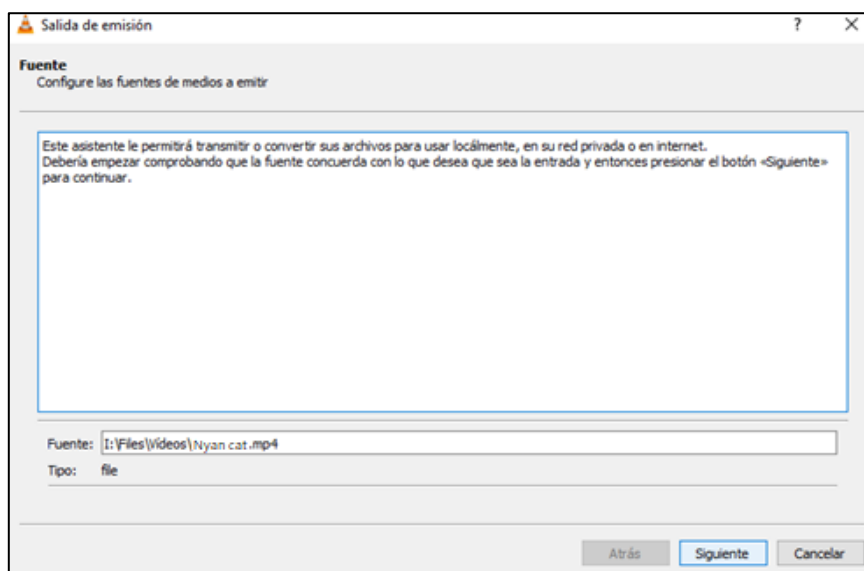 Salida de emisión
Fuente
Configure las fuentes de medios a emitir
Este asistente le permitirá transmitir o convertir sus archivos para usar locálmente, en su red privada o en internet.
Debería empezar comprobando que la fuente concuerda con lo que desea que sea la entrada y entonces presionar el botón «Siguiente»
para continuar.
Fuente: I:\Files\Vídeos\Nyan cat.mp4
Tipo: file
Atrás Siguiente Cancelar